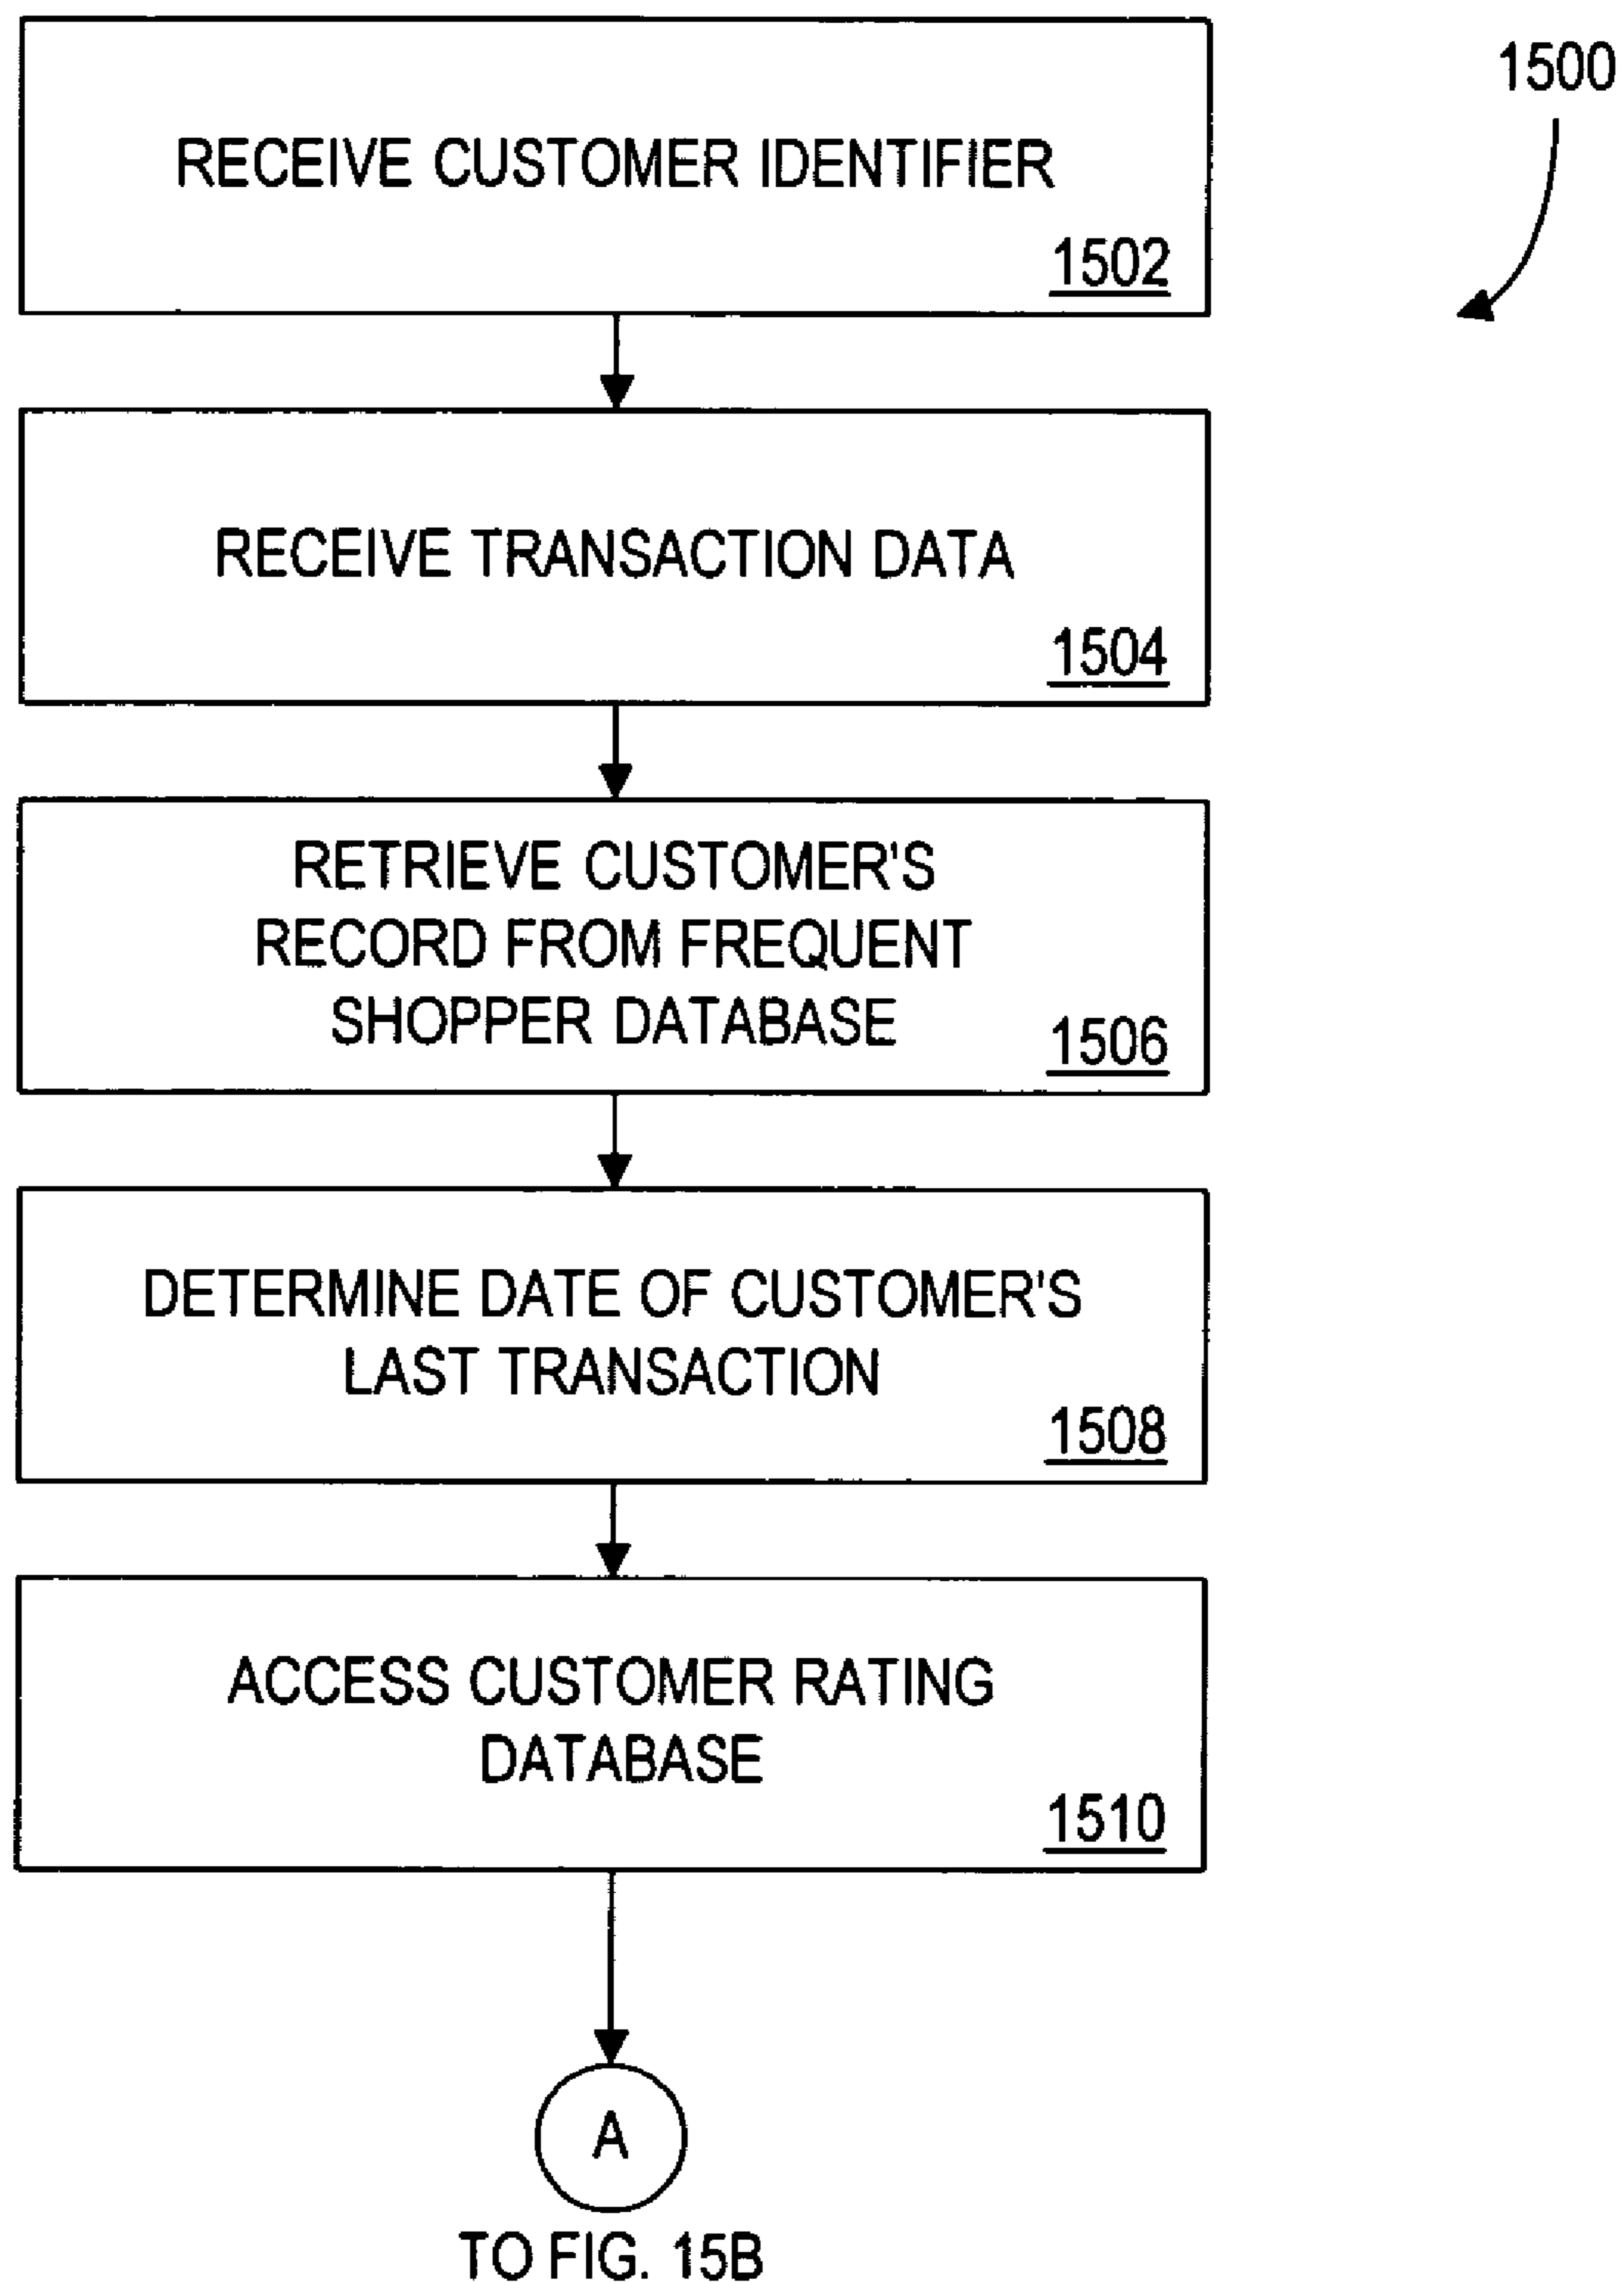 1500
RECEIVE CUSTOMER IDENTIFIER
1502
RECEIVE TRANSACTION DATA
1504
RETRIEVE CUSTOMER'S
RECORD FROM FREQUENT
SHOPPER DATABASE
1506
DETERMINE DATE OF CUSTOMER'S
LAST TRANSACTION
1508
ACCESS CUSTOMER RATING
DATABASE
1510
A
TO FIG. 15B